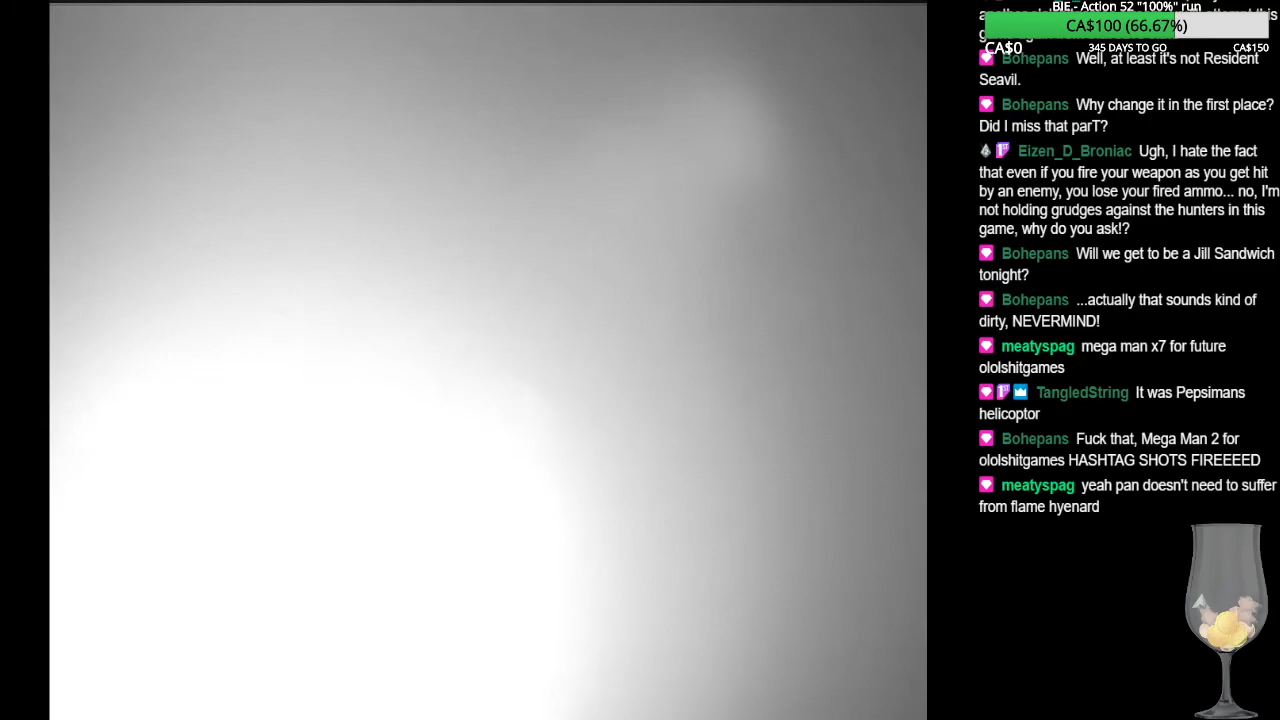 BIE - Action 52 "100%" run
CA$100 (66.67%)
CA$0 345 DAYS TO GO CA$150
Bohepans Well, at least it's not Resident
Seavil.
Bohepans Why change it in the first place?
Did I miss that parT?
Eizen_D_Broniac Ugh, I hate the fact
that even if you fire your weapon as you get hit
by an enemy, you lose your fired ammo... no, I'm
not holding grudges against the hunters in this
game, why do you ask!?
Bohepans Will we get to be a Jill Sandwich
tonight?
Bohepans ...actually that sounds kind of
dirty, NEVERMIND!
meatyspag mega man x7 for future
ololshitgames
TangledString It was Pepsimans
helicoptor
Bohepans Fuck that, Mega Man 2 for
ololshitgames HASHTAG SHOTS FIREEEED
meatyspag yeah pan doesn't need to suffer
from flame hyenard